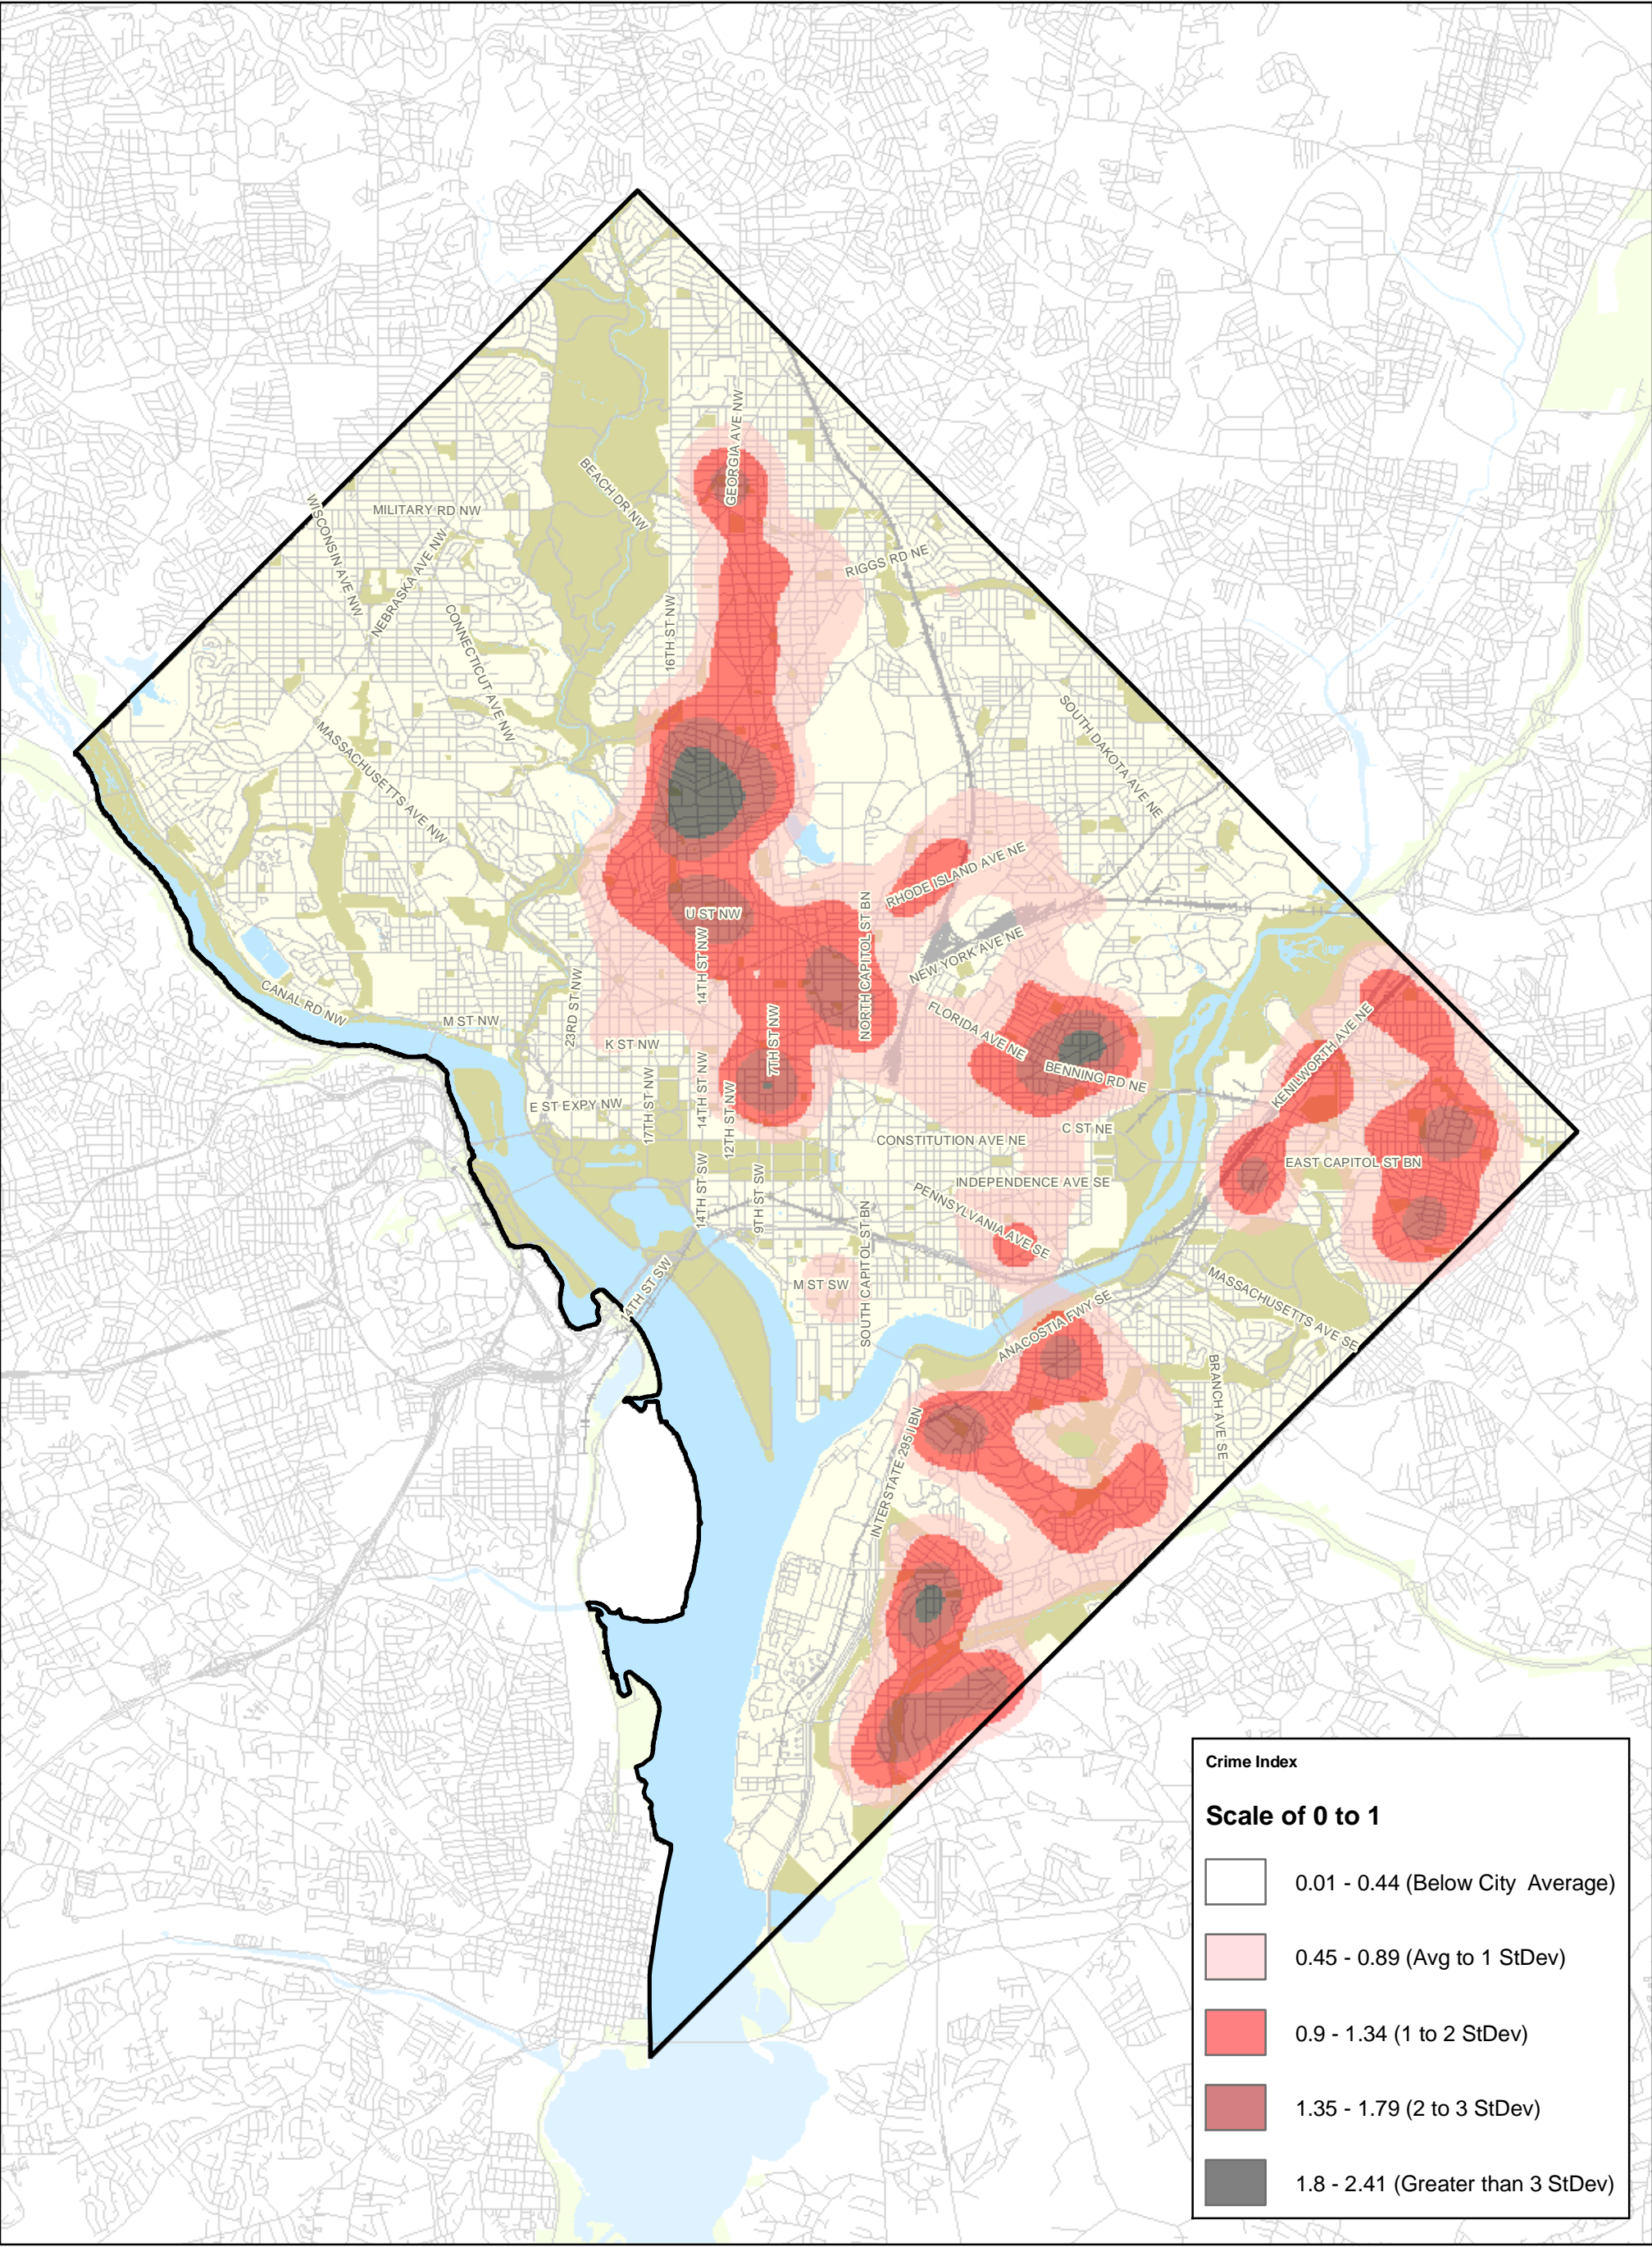 GEORGIA AVE NW
BEACH DR NW
WISCONSIN AVE NW
MILITARY RD NW
NEBRASKA AVE NW
RIGGS RD NE
CONNECTICUT AVE NW
16TH ST NW
SOUTH DAKOTA AVE NE
MASSACHUSETTS AVE NW
RHODE ISLAND AVE NE
U ST NW
NORTH CAPITOL ST BN
14TH ST NW
NEW YORK AVE NE
23RD ST NW
CANAL RD NW
M ST NW
K ST NW
7TH ST NW
FLORIDA AVE NE
KENILWORTH AVE NE
BENNING RD NE
E ST EXPY NW
17TH ST NW
14TH ST NW
12TH ST NW
C ST NE
CONSTITUTION AVE NE
EAST CAPITOL ST BN
INDEPENDENCE AVE SE
14TH ST SW
9TH ST SW
PENNSYLVANIA AVE SE
SOUTH CAPITOL ST BN
M ST SW
14TH ST SW
MASSACHUSETTS AVE SE
ANACOSTIA FWY SE
BRANCH AVE SE
INTERSTATE 295 I BN
Crime Index
Scale of 0 to 1
0.01 - 0.44 (Below City  Average)
0.45 - 0.89 (Avg to 1 StDev)
0.9 - 1.34 (1 to 2 StDev)
1.35 - 1.79 (2 to 3 StDev)
1.8 - 2.41 (Greater than 3 StDev)